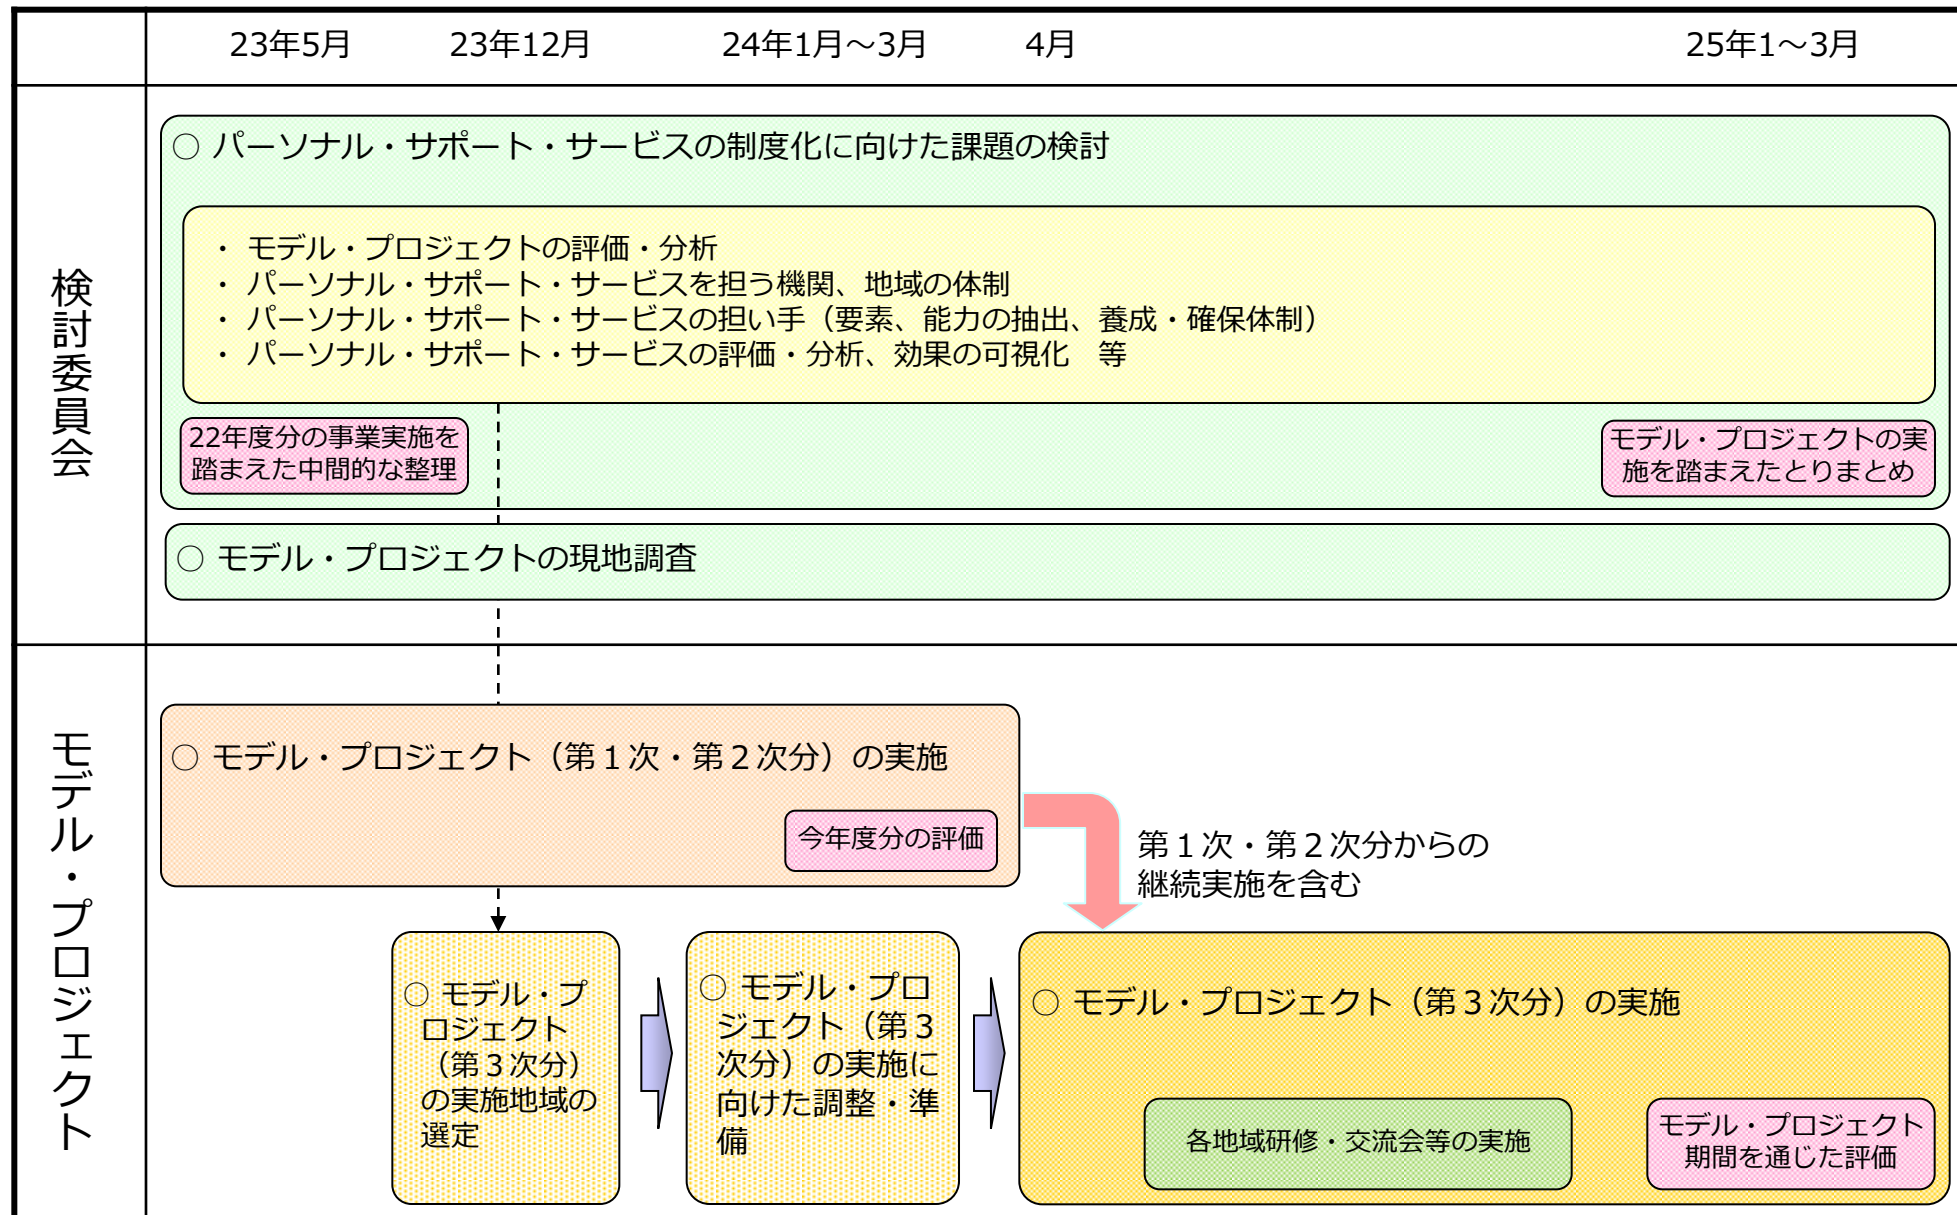 23年5月 23年12月 24年1月～3月 4月 25年1～3月
検討委員会
○ パーソナル・サポート・サービスの制度化に向けた課題の検討
・ モデル・プロジェクトの評価・分析
・ パーソナル・サポート・サービスを担う機関、地域の体制
・ パーソナル・サポート・サービスの担い手（要素、能力の抽出、養成・確保体制）
・ パーソナル・サポート・サービスの評価・分析、効果の可視化　等
22年度分の事業実施を
踏まえた中間的な整理
モデル・プロジェクトの実
施を踏まえたとりまとめ
○ モデル・プロジェクトの現地調査
モデル・プロジェクト
○ モデル・プロジェクト（第１次・第２次分）の実施
今年度分の評価
第１次・第２次分からの
継続実施を含む
○ モデル・プ
ロジェクト
（第３次分）
の実施地域の
選定
○ モデル・プロ
ジェクト（第３
次分）の実施に
向けた調整・準
備
○ モデル・プロジェクト（第３次分）の実施
各地域研修・交流会等の実施
モデル・プロジェクト
期間を通じた評価